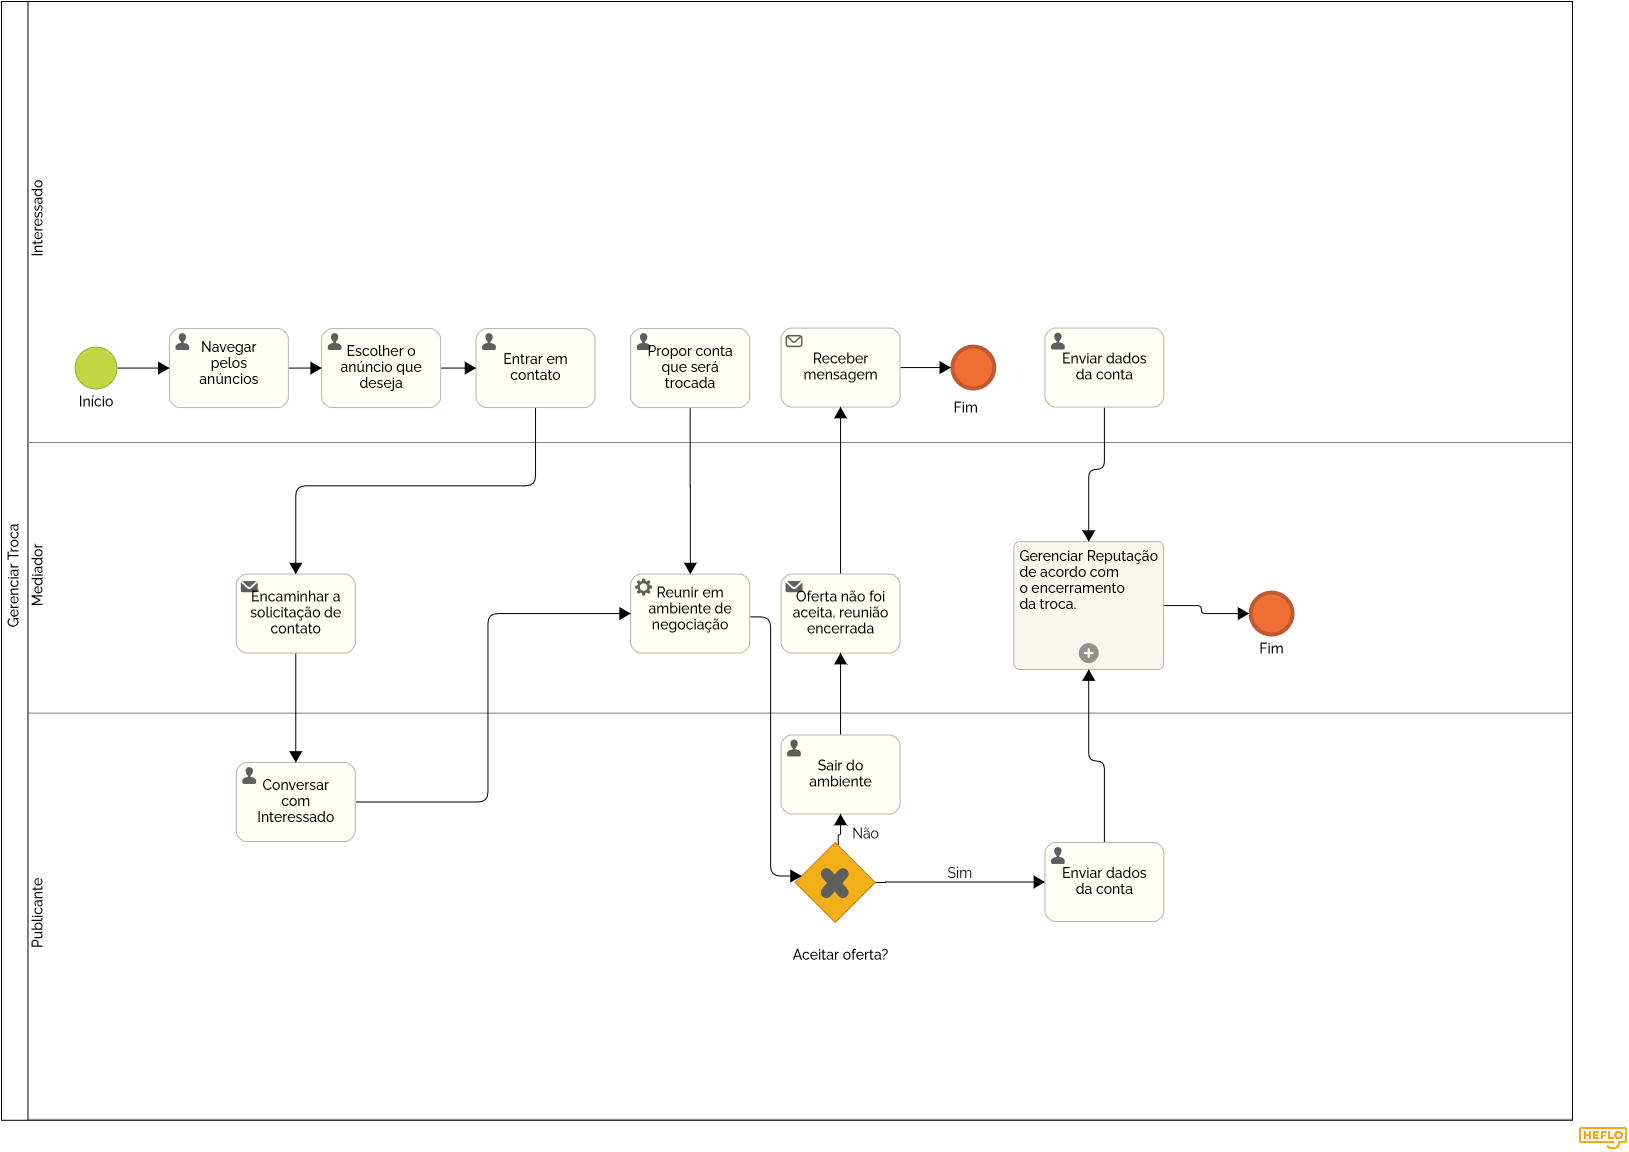 Gerenciar Troca
Interessado
Início
Navegar
pelos
anúncios
Escolher o
anúncio que
deseja
Entrar em
contato
Propor conta
que será
trocada
Receber
mensagem
Fim
Enviar dados
da conta
Mediador
Encaminhar a
solicitação de
contato
Reunir em
ambiente de
negociação
Oferta não foi
aceita, reunião
encerrada
Gerenciar Reputação
de acordo com
o encerramento
da troca.
Fim
Publicante
Conversar
com
Interessado
Sair do
ambiente
Não
Sim
Aceitar oferta?
Enviar dados
da conta
HEFLO